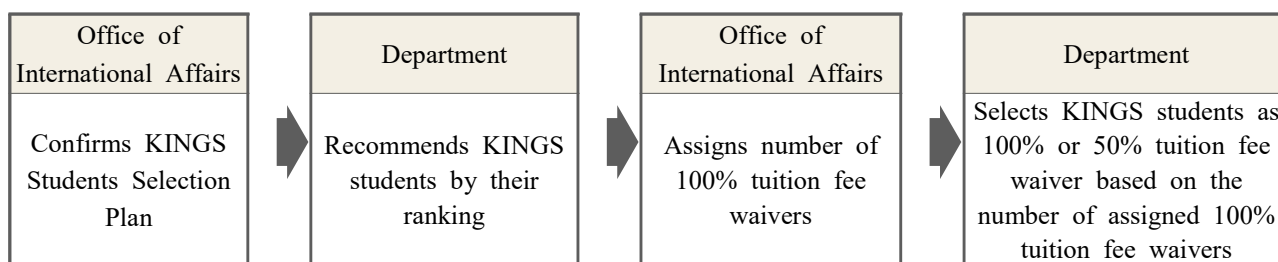 Office of
International Affairs
Confirms KINGS
Students Selection
Plan
Department
Recommends KINGS
students by their
ranking
Office of
International Affairs
Assigns number of
100% tuition fee
waivers
Department
Selects KINGS students as
100% or 50% tuition fee
waiver based on the
number of assigned 100%
tuition fee waivers